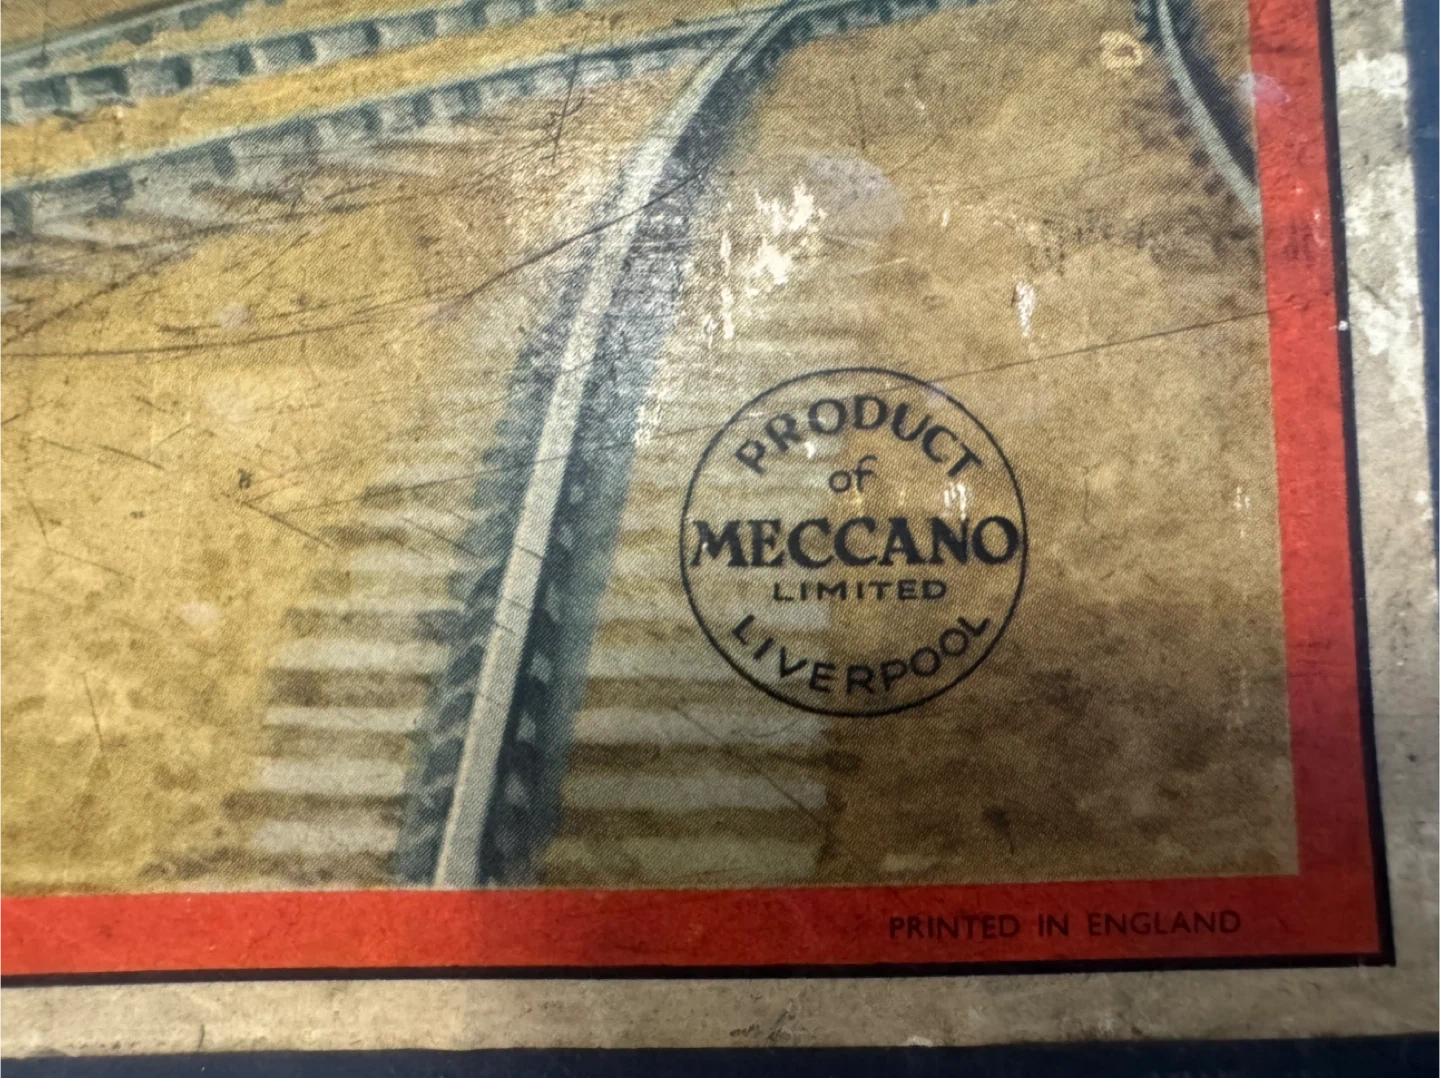 PRODUCT
of
MECCANO
LIMITED
LIVERPOOL
PRINTED IN ENGLAND